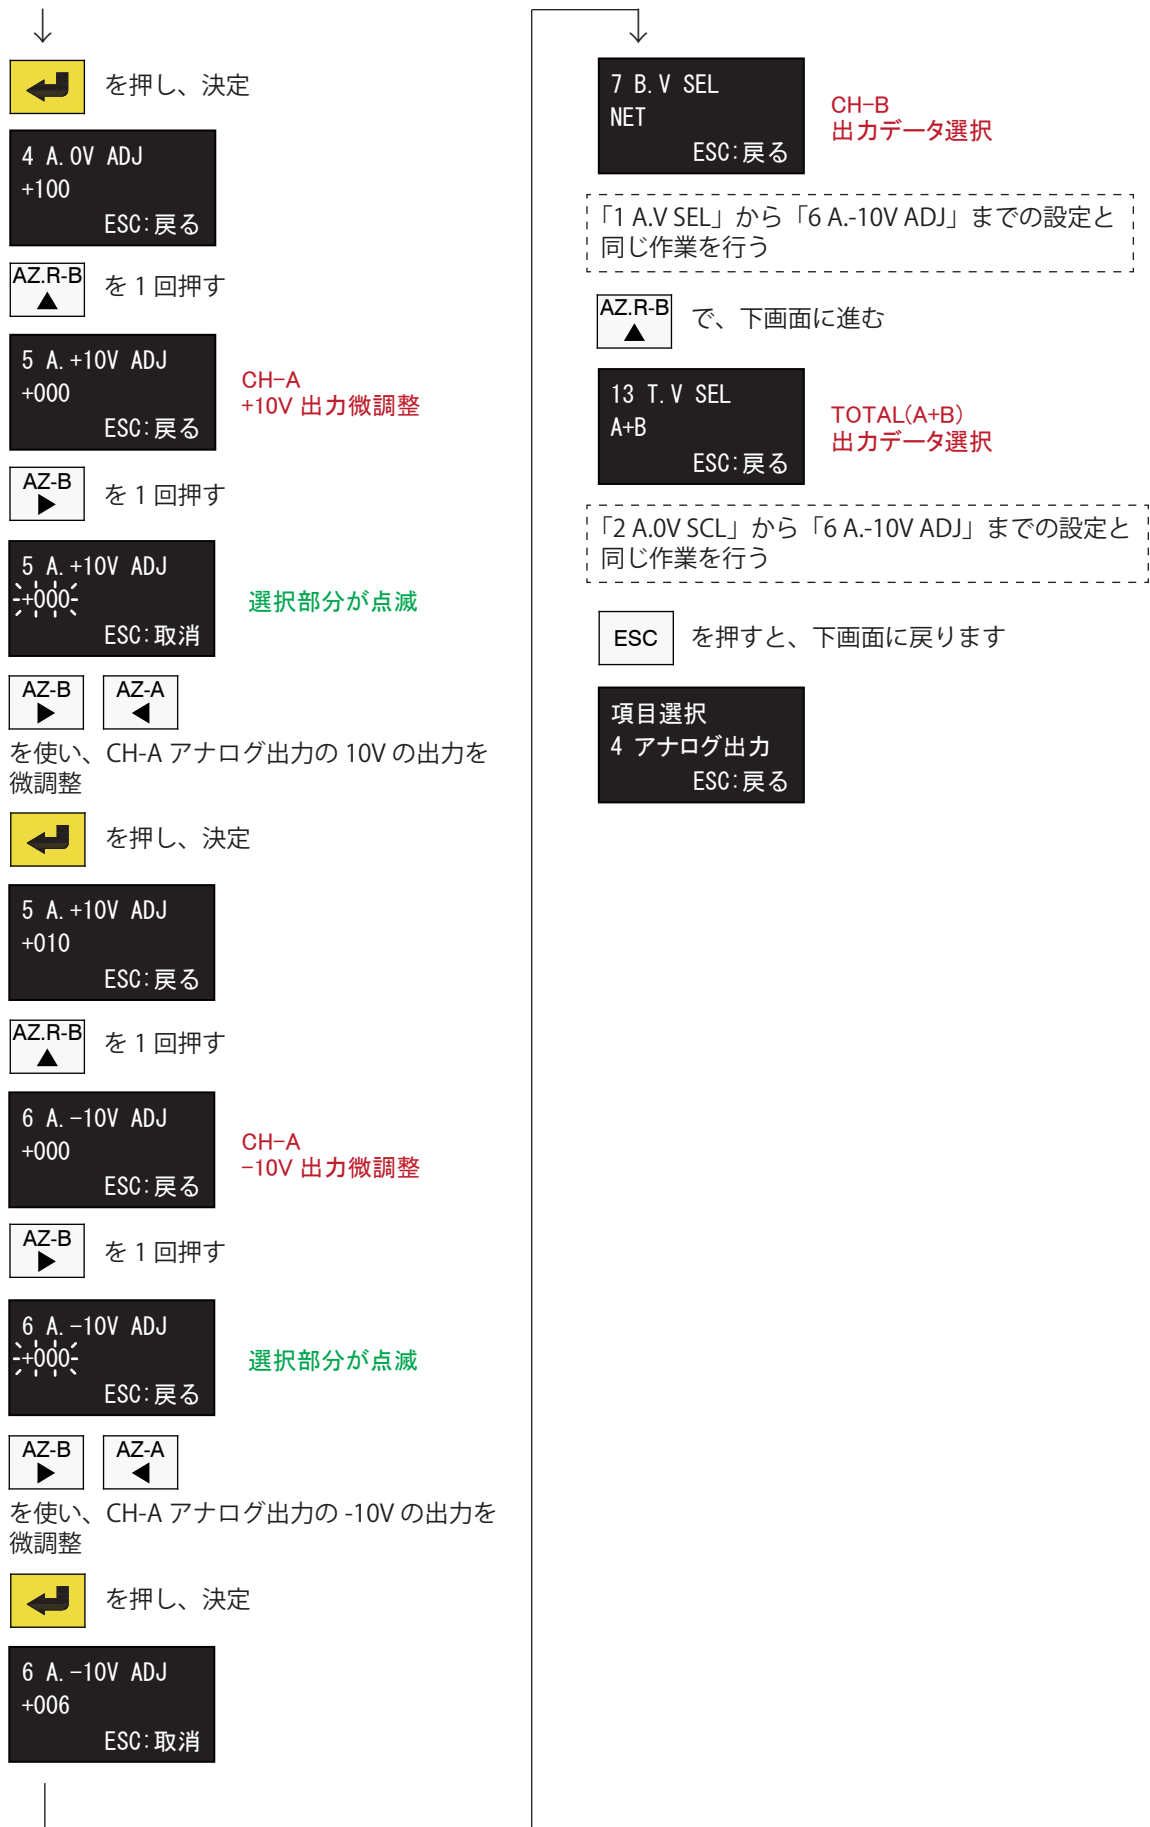 を押し、決定
4 A.0V ADJ
+100
ESC:戻る
AZ.R-B
を 1 回押す
5 A.+10V ADJ
+000
ESC:戻る
CH-A
+10V 出力微調整
AZ-B
を 1 回押す
5 A.+10V ADJ
+000
ESC:取消
選択部分が点滅
AZ-B AZ-A
を使い、CH-A アナログ出力の 10V の出力を
微調整
を押し、決定
5 A.+10V ADJ
+010
ESC:戻る
AZ.R-B
を 1 回押す
6 A.-10V ADJ
+000
ESC:戻る
CH-A
-10V 出力微調整
AZ-B
を 1 回押す
6 A.-10V ADJ
+000
ESC:戻る
選択部分が点滅
AZ-B AZ-A
を使い、CH-A アナログ出力の -10V の出力を
微調整
を押し、決定
6 A.-10V ADJ
+006
ESC:取消
7 B.V SEL
NET
ESC:戻る
CH-B
出力データ選択
「1 A.V SEL」から「6 A.-10V ADJ」までの設定と
同じ作業を行う
AZ.R-B
で、下画面に進む
13 T.V SEL
A+B
ESC:戻る
TOTAL(A+B)
出力データ選択
「2 A.0V SCL」から「6 A.-10V ADJ」までの設定と
同じ作業を行う
ESC
を押すと、下画面に戻ります
項目選択
4 アナログ出力
ESC:戻る